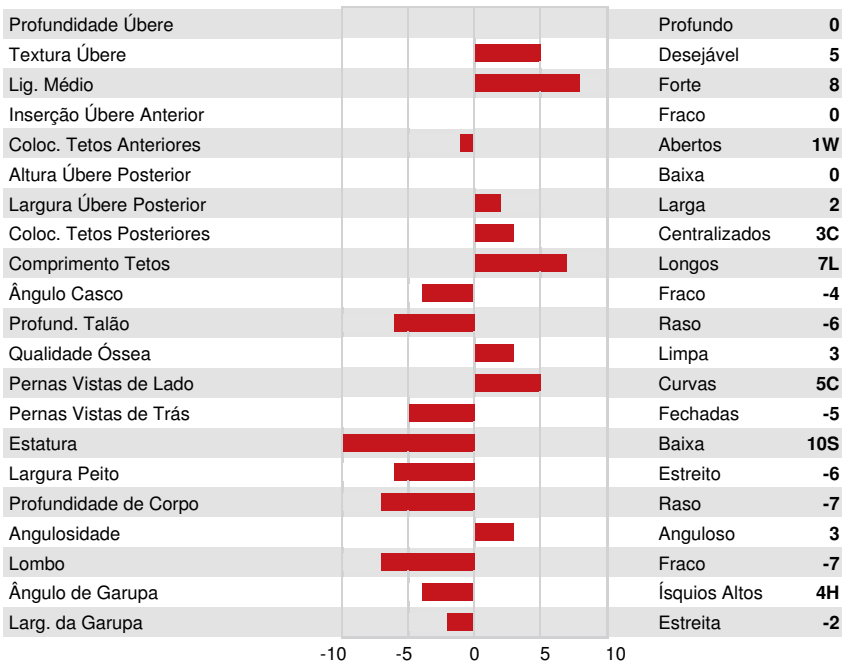 Profundidade Úbere Profundo 0
Textura Úbere Desejável 5
Lig. Médio Forte 8
Inserção Úbere Anterior Fraco 0
Coloc. Tetos Anteriores Abertos 1W
Altura Úbere Posterior Baixa 0
Largura Úbere Posterior Larga 2
Coloc. Tetos Posteriores Centralizados 3C
Comprimento Tetos Longos 7L
Ângulo Casco Fraco -4
Profund. Talão Raso -6
Qualidade Óssea Limpa 3
Pernas Vistas de Lado Curvas 5C
Pernas Vistas de Trás Fechadas -5
Estatura Baixa 10S
Largura Peito Estreito -6
Profundidade de Corpo Raso -7
Angulosidade Anguloso 3
Lombo Fraco -7
Ângulo de Garupa Ísquios Altos 4H
Larg. da Garupa Estreita -2
-10 -5 0 5 10